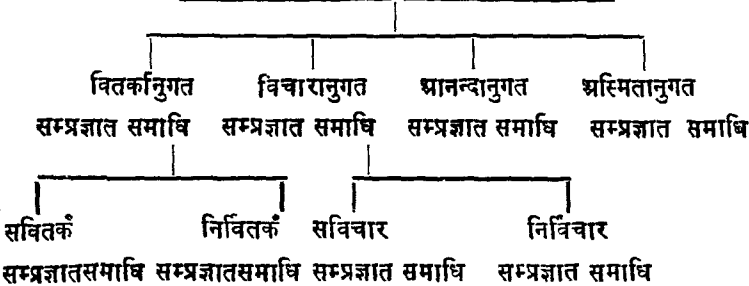 वितर्कानुगत विचारानुगत आनन्दानुगत अस्मितानुगत
सम्प्रज्ञात समाधि सम्प्रज्ञात समाधि सम्प्रज्ञात समाधि सम्प्रज्ञात समाधि
सवितर्क निर्वितर्क सविचार निर्विचार
सम्प्रज्ञातसमाधि सम्प्रज्ञातसमाधि सम्प्रज्ञात समाधि सम्प्रज्ञात समाधि